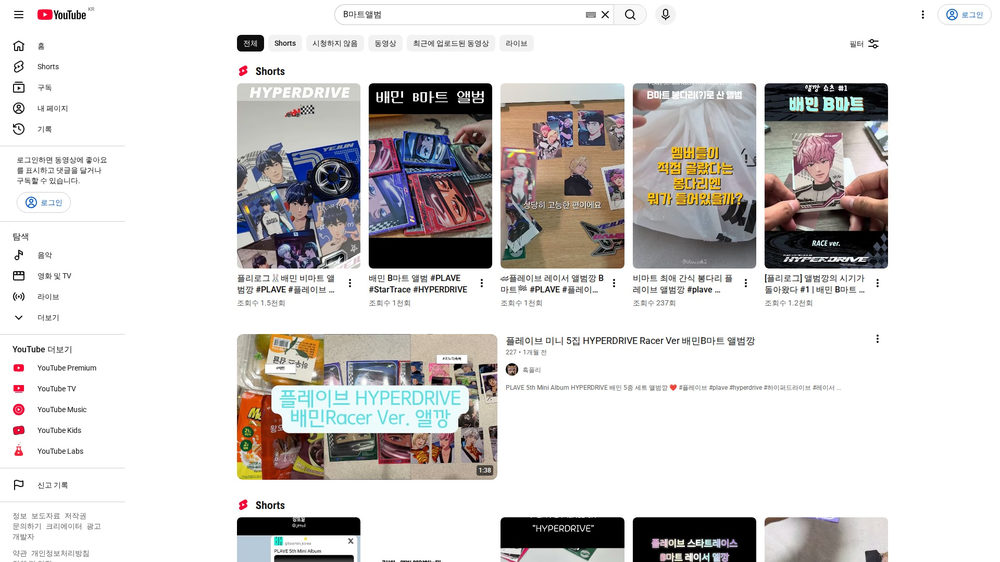 YouTube KR
B마트앨범
로그인
홈
Shorts
구독
내 페이지
기록
로그인하면 동영상에 좋아요
를 표시하고 댓글을 달거나
구독할 수 있습니다.
로그인
탐색
음악
영화 및 TV
라이브
더보기
YouTube 더보기
YouTube Premium
YouTube TV
YouTube Music
YouTube Kids
YouTube Labs
신고 기록
정보 보도자료 저작권
문의하기 크리에이터 광고
개발자
약관 개인정보처리방침
전체
Shorts
시청하지 않음
동영상
최근에 업로드된 동영상
라이브
필터
Shorts
HYPERDRIVE
YEJUN
플리로그 배민 비마트 앨
범깡 #PLAVE #플레이브 ...
조회수 1.5천회
배민 B마트 앨범
배민 B마트 앨범 #PLAVE
#StarTrace #HYPERDRIVE
조회수 1천회
상당히 고능한 편이에요
플레이브 레이서 앨범깡 B
마트 #PLAVE #플레이...
조회수 1천회
B마트 봉다리(?)로 산 앨범
멤버들이
직접 골랐다는
봉다리엔
뭐가 들어있을까?
비마트 최애 간식 봉다리 플
레이브 앨범깡 #plave ...
조회수 237회
앨깡 쇼츠 #1
배민 B마트
RACE ver.
HYPERDRIVE
[플리로그] 앨범깡의 시기가
돌아왔다 #1 | 배민 B마트 ...
조회수 1.2천회
플레이브 HYPERDRIVE
배민Racer Ver. 앨깡
1:38
플레이브 미니 5집 HYPERDRIVE Racer Ver 배민B마트 앨범깡
227 • 1개월 전
흑플리
PLAVE 5th Mini Album HYPERDRIVE 배민 5종 세트 앨범깡 ❤️ #플레이브 #plave #hyperdrive #하이퍼드라이브 #레이서 ...
Shorts
PLAVE 5th Mini Album
"HYPERDRIVE"
플레이브 스타트레이스
B마트 레이서 앨깡